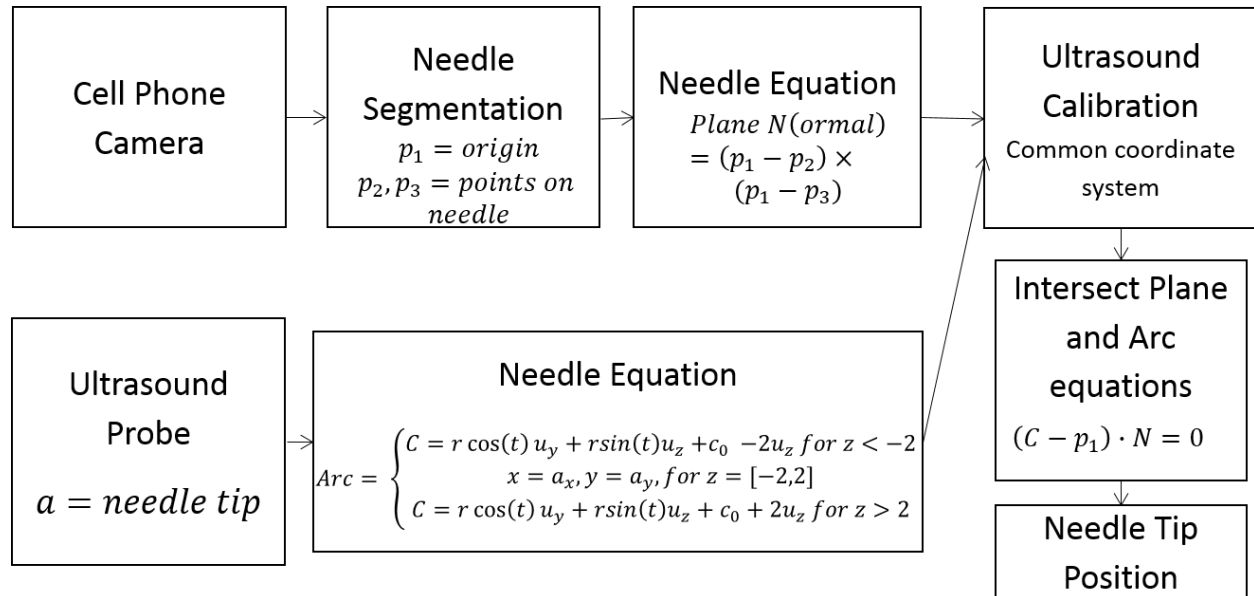 Cell Phone
Camera
Needle
Segmentation
p₁ = origin
p₂, p₃ = points on
needle
Needle Equation
Plane N(ormal)
= (p₁ − p₂) ×
(p₁ − p₃)
Ultrasound
Calibration
Common coordinate
system
Ultrasound
Probe
a = needle tip
Needle Equation
Arc = { C = r cos(t) u_y + rsin(t)u_z +c₀ −2u_z for z < −2
x = a_x, y = a_y, for z = [−2,2]
C = r cos(t) u_y + rsin(t)u_z + c₀ + 2u_z for z > 2
Intersect Plane
and Arc
equations
(C − p₁) · N = 0
Needle Tip
Position